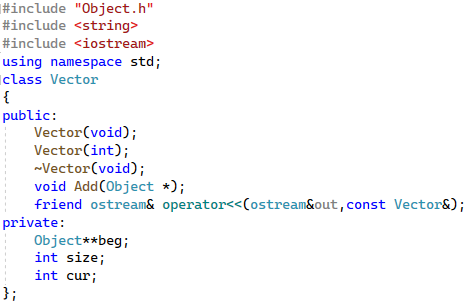 #include "Object.h"
#include <string>
#include <iostream>
using namespace std;
class Vector
{
public:
    Vector(void);
    Vector(int);
    ~Vector(void);
    void Add(Object *);
    friend ostream& operator<<(ostream&out,const Vector&);
private:
    Object**beg;
    int size;
    int cur;
};